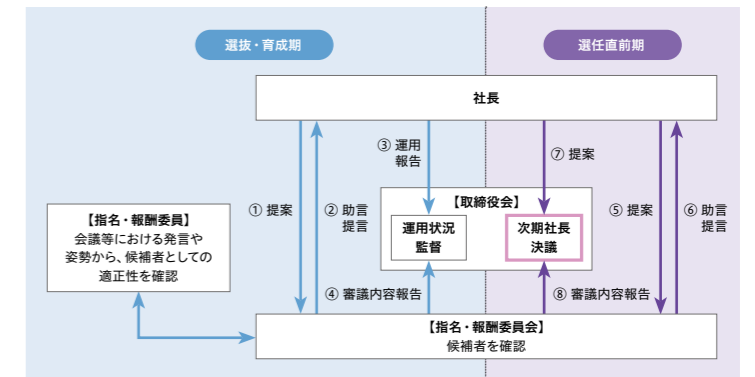 選抜・育成期
選任直前期
社長
① 提案
② 助言
提言
③ 運用
報告
⑦ 提案
⑤ 提案
⑥ 助言
提言
【取締役会】
運用状況
監督
次期社長
決議
【指名・報酬委員】
会議等における発言や
姿勢から、候補者としての
適正性を確認
④ 審議内容報告
⑧ 審議内容報告
【指名・報酬委員会】
候補者を確認